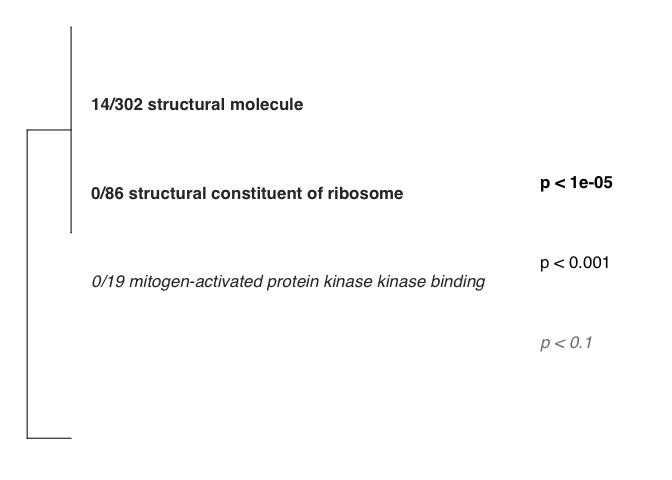 14/302 structural molecule
0/86 structural constituent of ribosome
0/19 mitogen-activated protein kinase kinase binding
p < 1e-05
p < 0.001
p < 0.1